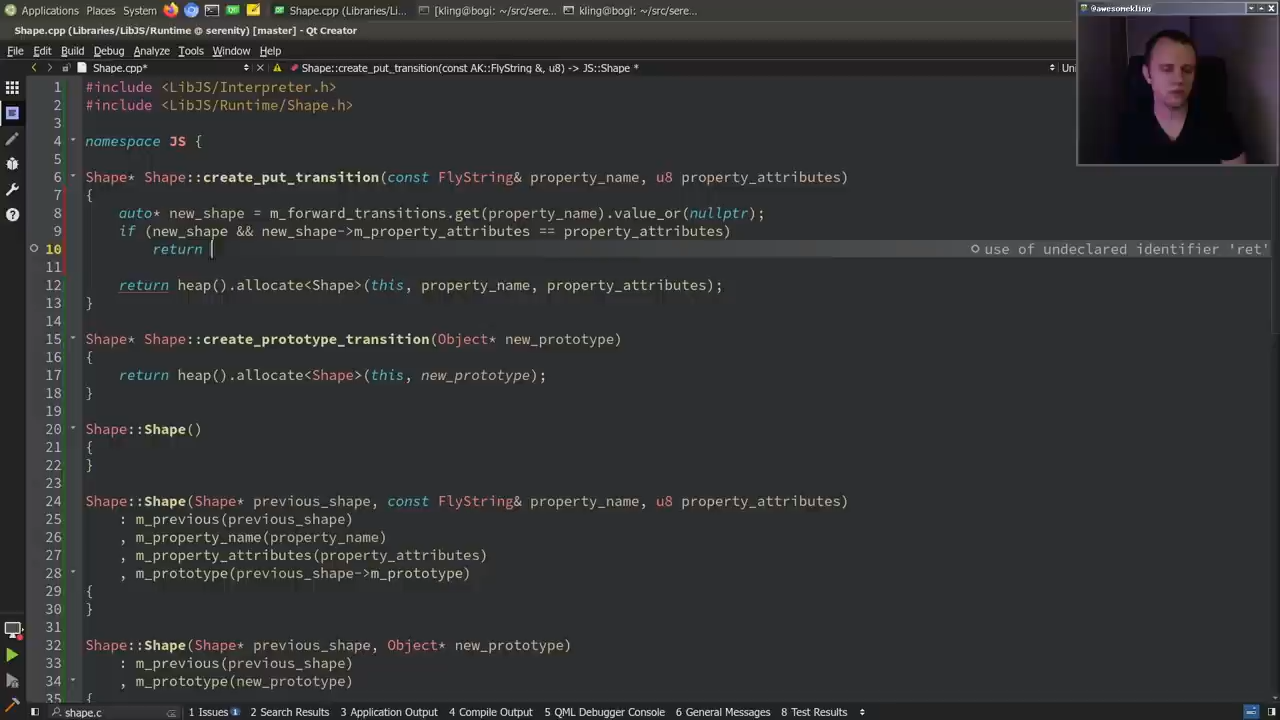 Applications Places System Shape.cpp (Libraries/Li... [kling@bogi: ~/src/sere... kling@bogi: ~/src/sere...
@awesomekling
Shape.cpp (Libraries/LibJS/Runtime @ serenity) [master] - Qt Creator
File Edit Build Debug Analyze Tools Window Help
Shape.cpp* Shape::create_put_transition(const AK::FlyString &, u8) -> JS::Shape * Uni
1 #include <LibJS/Interpreter.h>
2 #include <LibJS/Runtime/Shape.h>
3
4 namespace JS {
5
6 Shape* Shape::create_put_transition(const FlyString& property_name, u8 property_attributes)
7 {
8 auto* new_shape = m_forward_transitions.get(property_name).value_or(nullptr);
9 if (new_shape && new_shape->m_property_attributes == property_attributes)
10 return use of undeclared identifier 'ret'
11
12 return heap().allocate<Shape>(this, property_name, property_attributes);
13 }
14
15 Shape* Shape::create_prototype_transition(Object* new_prototype)
16 {
17 return heap().allocate<Shape>(this, new_prototype);
18 }
19
20 Shape::Shape()
21 {
22 }
23
24 Shape::Shape(Shape* previous_shape, const FlyString& property_name, u8 property_attributes)
25 : m_previous(previous_shape)
26 , m_property_name(property_name)
27 , m_property_attributes(property_attributes)
28 , m_prototype(previous_shape->m_prototype)
29 {
30 }
31
32 Shape::Shape(Shape* previous_shape, Object* new_prototype)
33 : m_previous(previous_shape)
34 , m_prototype(new_prototype)
35 {
shape.c 1 Issues 1 2 Search Results 3 Application Output 4 Compile Output 5 QML Debugger Console 6 General Messages 8 Test Results